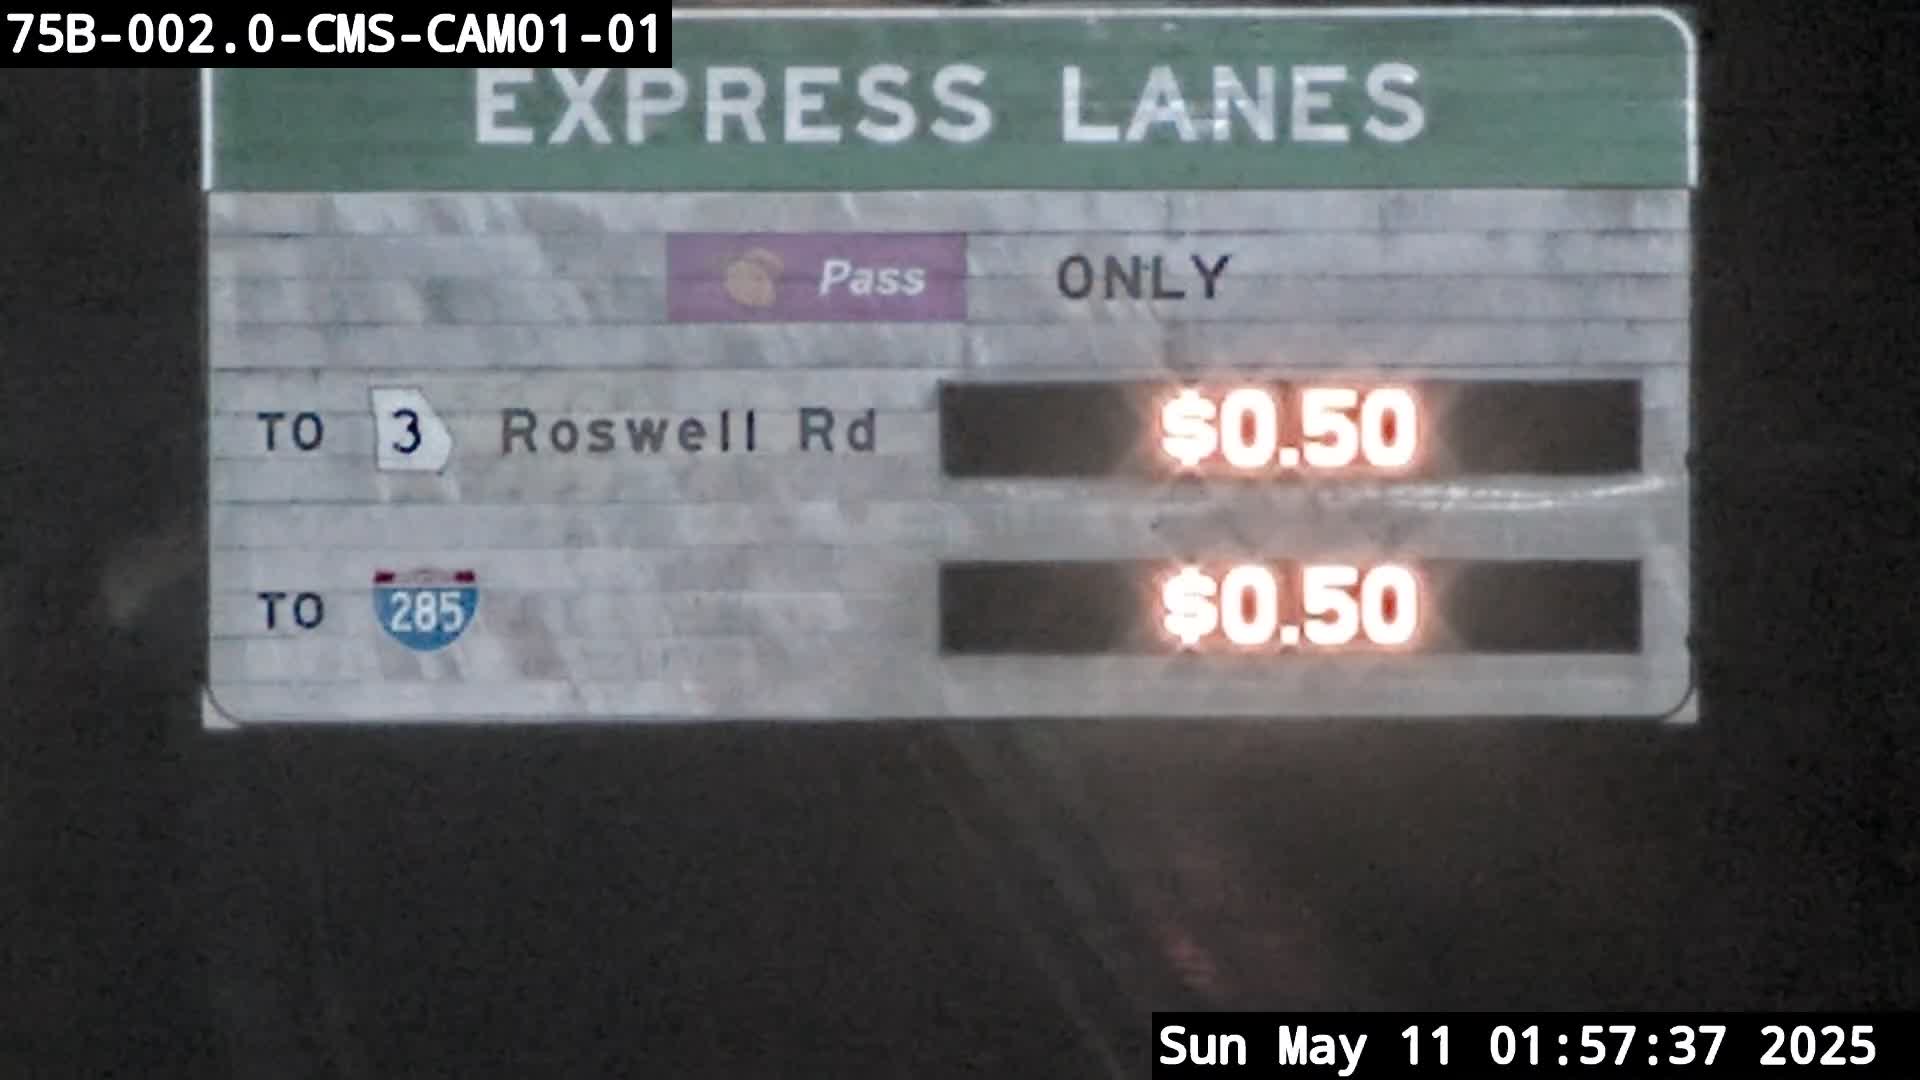 75B-002.0-CMS-CAM01-01
EXPRESS LANES
Pass ONLY
TO 3 Roswell Rd $0.50
TO 285 $0.50
Sun May 11 01:57:37 2025